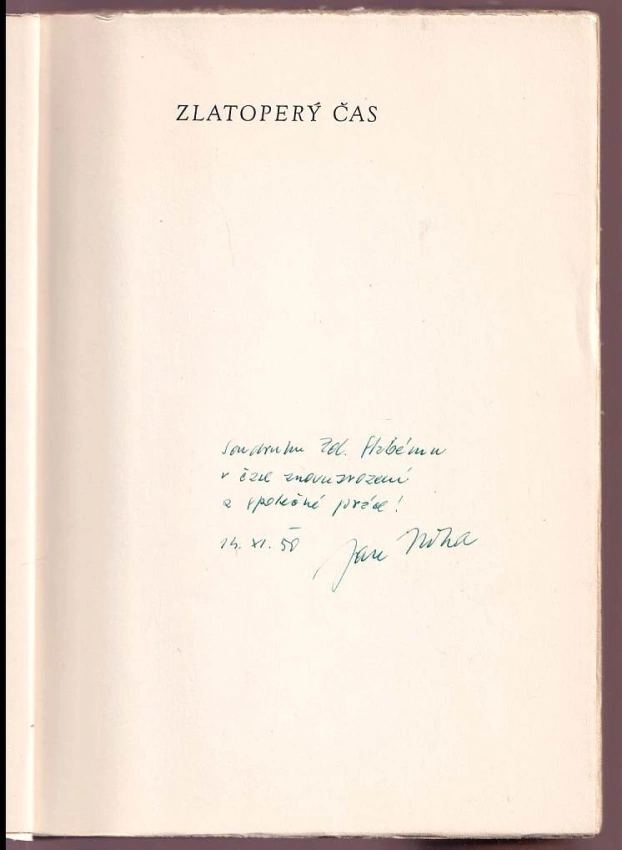 ZLATOPERÝ ČAS
Soudruhu Zd.
v čase znovuzrození
a společné práce!
14. XI. 58 Jan Noha